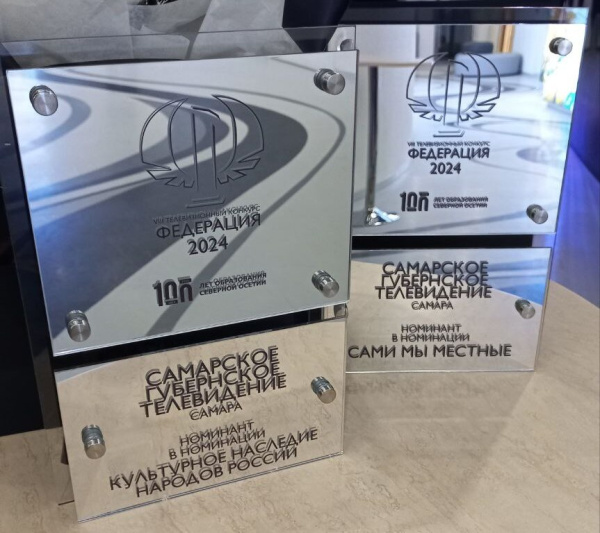 VIII ТЕЛЕВИЗИОННЫЙ КОНКУРС
ФЕДЕРАЦИЯ
2024
100 ЛЕТ ОБРАЗОВАНИЯ
СЕВЕРНОЙ ОСЕТИИ
САМАРСКОЕ
ГУБЕРНСКОЕ
ТЕЛЕВИДЕНИЕ
САМАРА
НОМИНАНТ
В НОМИНАЦИИ
КУЛЬТУРНОЕ НАСЛЕДИЕ
НАРОДОВ РОССИИ
VIII ТЕЛЕВИЗИОННЫЙ КОНКУРС
ФЕДЕРАЦИЯ
2024
100 ЛЕТ ОБРАЗОВАНИЯ
СЕВЕРНОЙ ОСЕТИИ
САМАРСКОЕ
ГУБЕРНСКОЕ
ТЕЛЕВИДЕНИЕ
САМАРА
НОМИНАНТ
В НОМИНАЦИИ
САМИ МЫ МЕСТНЫЕ